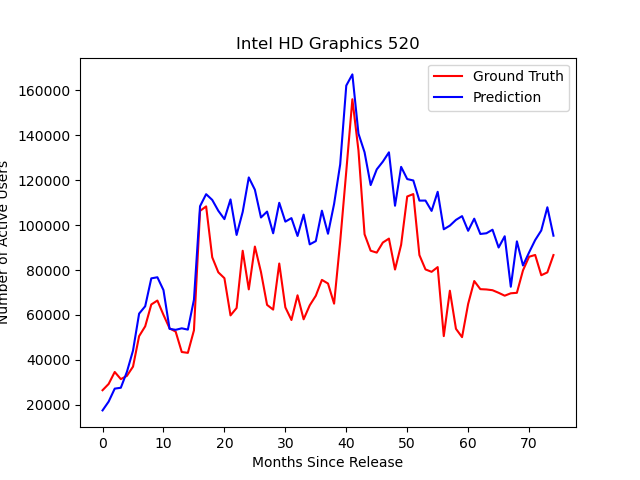 Intel HD Graphics 520
Ground Truth
Prediction
160000
140000
120000
100000
80000
60000
40000
20000
Number of Active Users
0 10 20 30 40 50 60 70
Months Since Release